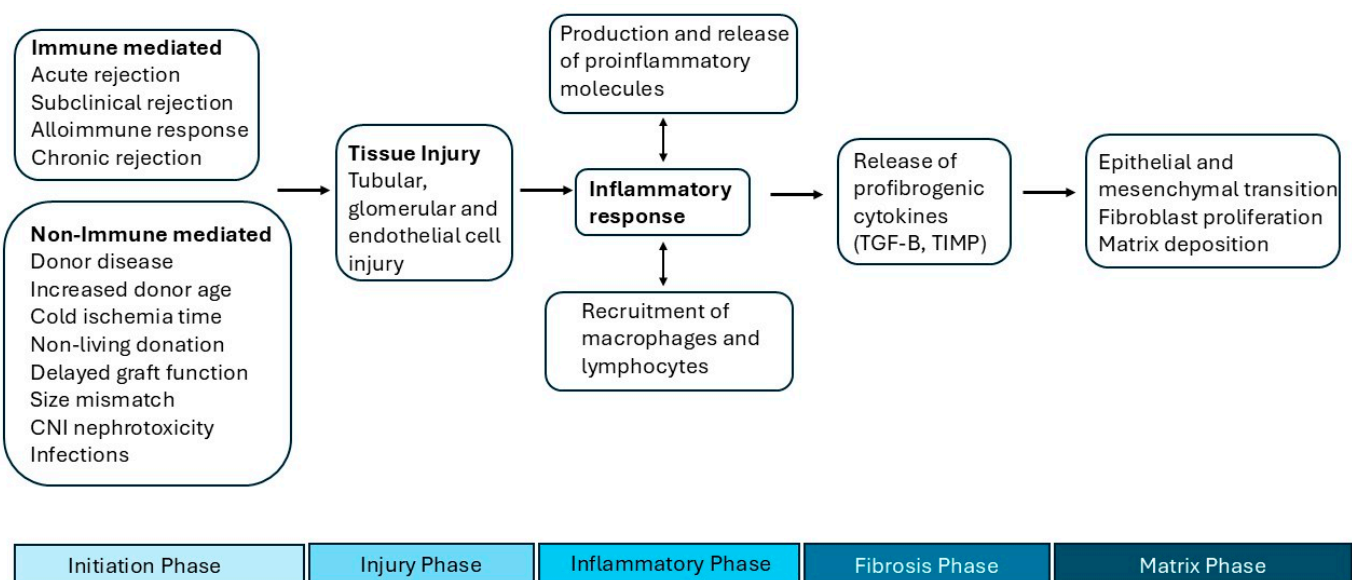 Immune mediated
Acute rejection
Subclinical rejection
Alloimmune response
Chronic rejection
Non-Immune mediated
Donor disease
Increased donor age
Cold ischemia time
Non-living donation
Delayed graft function
Size mismatch
CNI nephrotoxicity
Infections
Tissue Injury
Tubular,
glomerular and
endothelial cell
injury
Production and release
of proinflammatory
molecules
Inflammatory
response
Recruitment of
macrophages and
lymphocytes
Release of
profibrogenic
cytokines
(TGF-B, TIMP)
Epithelial and
mesenchymal transition
Fibroblast proliferation
Matrix deposition
Initiation Phase
Injury Phase
Inflammatory Phase
Fibrosis Phase
Matrix Phase